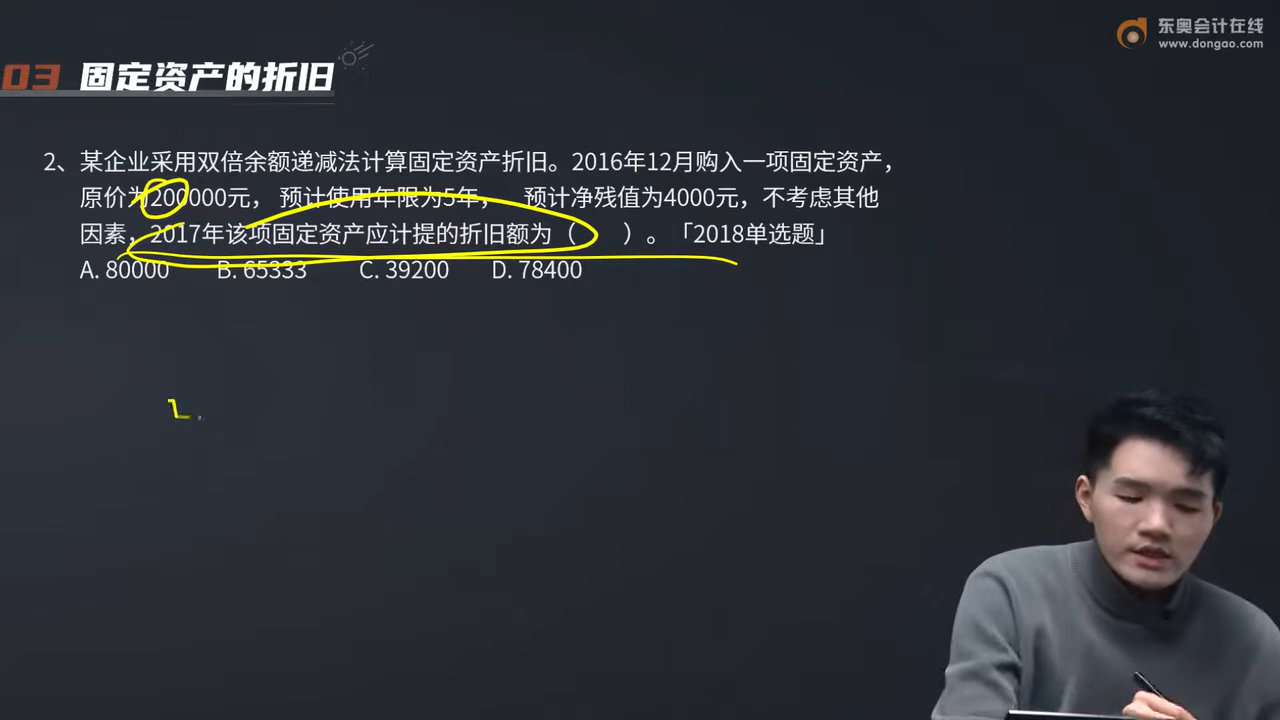 东奥会计在线
www.dongao.com
03 固定资产的折旧
2、某企业采用双倍余额递减法计算固定资产折旧。2016年12月购入一项固定资产，
原价为200000元， 预计使用年限为5年， 预计净残值为4000元，不考虑其他
因素，2017年该项固定资产应计提的折旧额为（ ）。「2018单选题」
A. 80000 B. 65333 C. 39200 D. 78400